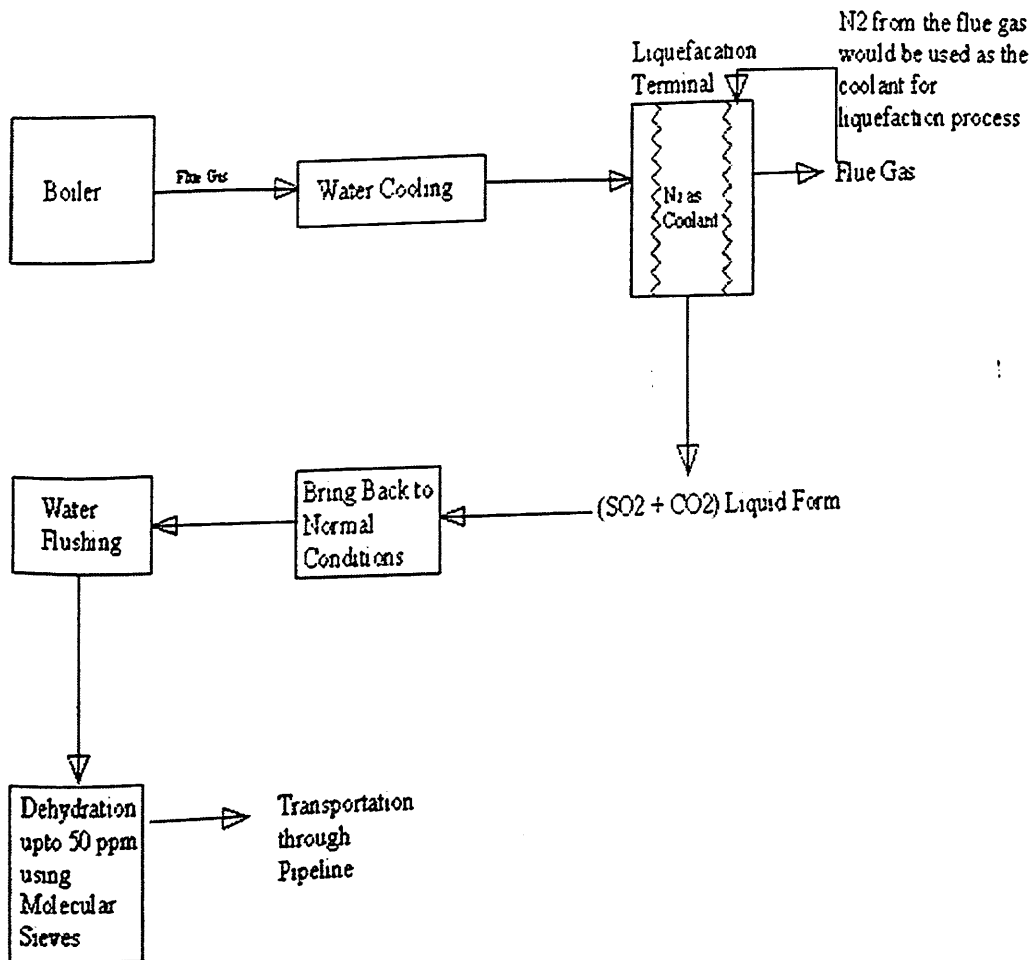 N2 from the flue gas
would be used as the
coolant for
liquefaction process
Liquefacation
Terminal
Boiler
Flue Gas
Water Cooling
N2 as
Coolant
Flue Gas
(SO2 + CO2) Liquid Form
Bring Back to
Normal
Conditions
Water
Flushing
Dehydration
upto 50 ppm
using
Molecular
Sieves
Transportation
through
Pipeline